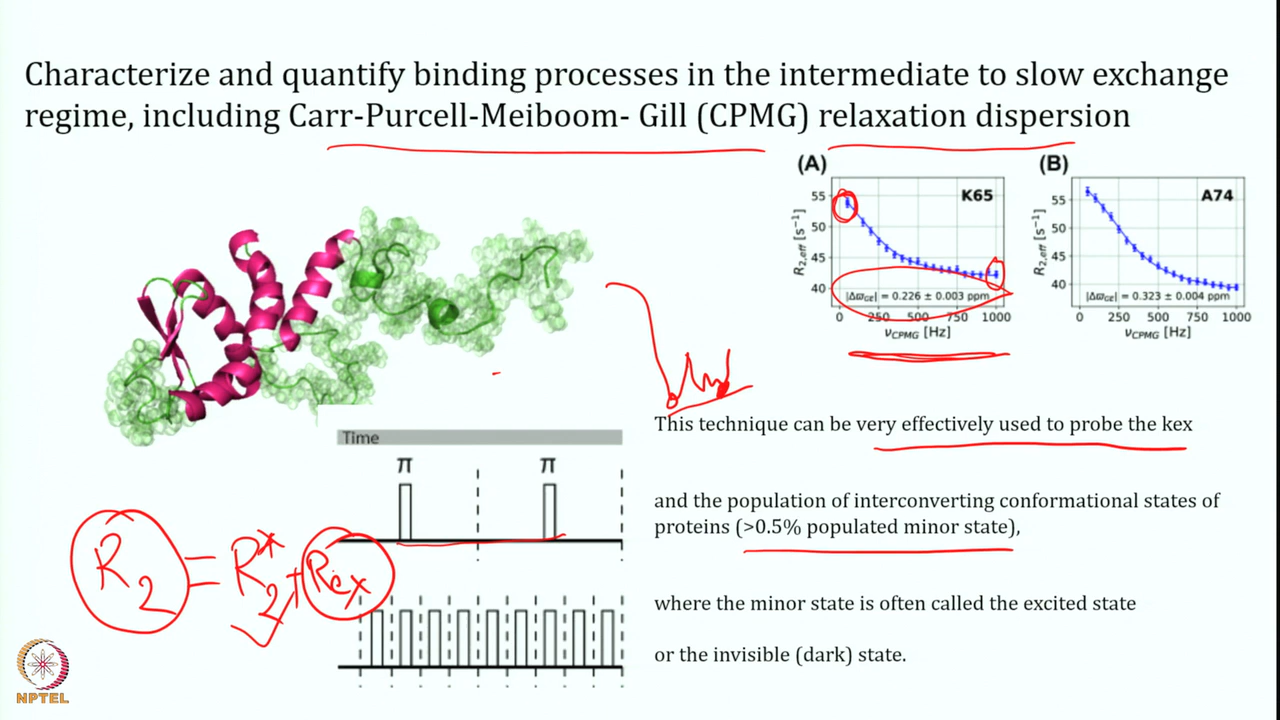 Characterize and quantify binding processes in the intermediate to slow exchange
regime, including Carr-Purcell-Meiboom- Gill (CPMG) relaxation dispersion
(A)
K65
55
50
45
40
R2,eff [s⁻¹]
|ΔϖGE| = 0.226 ± 0.003 ppm
0 250 500 750 1000
νCPMG [Hz]
(B)
A74
55
50
45
40
R2,eff [s⁻¹]
|ΔϖGE| = 0.323 ± 0.004 ppm
0 250 500 750 1000
νCPMG [Hz]
This technique can be very effectively used to probe the kex
and the population of interconverting conformational states of
proteins (>0.5% populated minor state),
where the minor state is often called the excited state
or the invisible (dark) state.
Time
π π
R2 = R2* + Rex
NPTEL